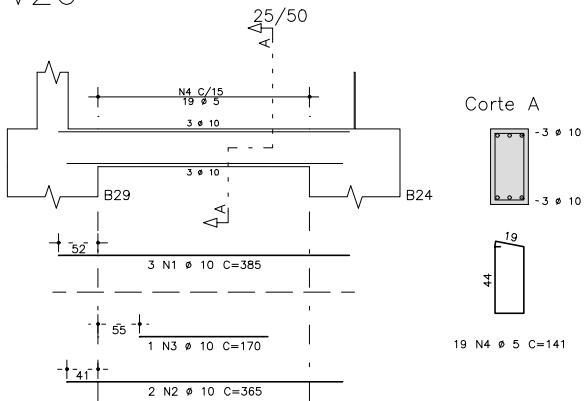 25/50
A
N4 C/15
19 ø 5
3 ø 10
3 ø 10
A
B29
B24
52
3 N1 ø 10 C=385
55
1 N3 ø 10 C=170
41
2 N2 ø 10 C=365
Corte A
3 ø 10
3 ø 10
19
44
19 N4 ø 5 C=141